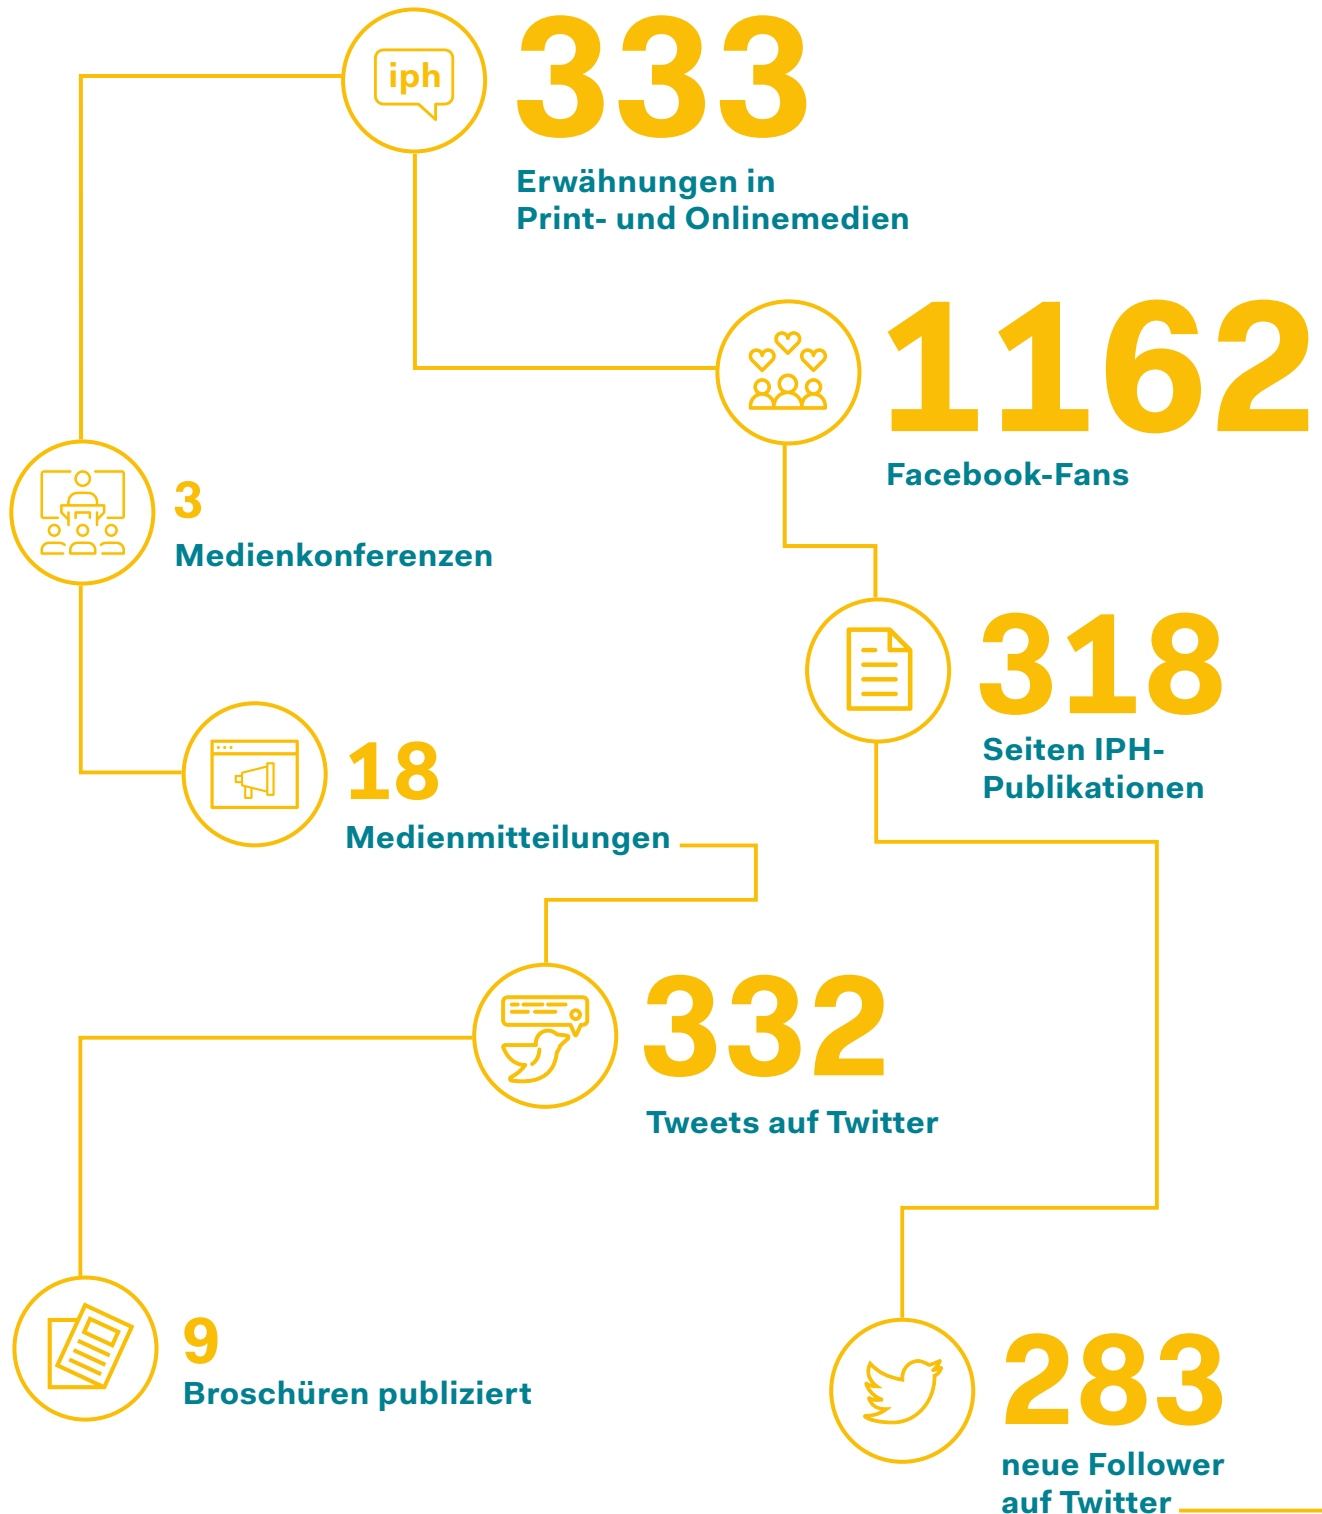 iph
333
Erwähnungen in
Print- und Onlinemedien
1162
Facebook-Fans
3
Medienkonferenzen
318
Seiten IPH-
Publikationen
18
Medienmitteilungen
332
Tweets auf Twitter
9
Broschüren publiziert
283
neue Follower
auf Twitter